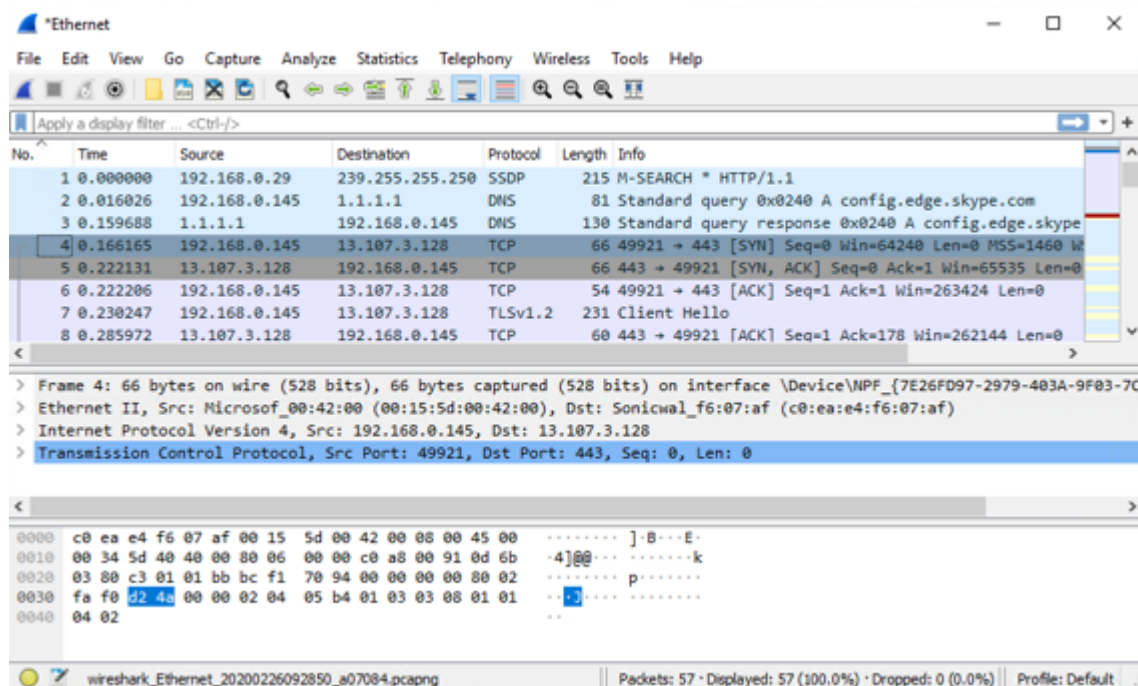 *Ethernet
File Edit View Go Capture Analyze Statistics Telephony Wireless Tools Help
Apply a display filter ... <Ctrl-/>
No. Time Source Destination Protocol Length Info
1 0.000000 192.168.0.29 239.255.255.250 SSDP 215 M-SEARCH * HTTP/1.1
2 0.016026 192.168.0.145 1.1.1.1 DNS 81 Standard query 0x0240 A config.edge.skype.com
3 0.159688 1.1.1.1 192.168.0.145 DNS 130 Standard query response 0x0240 A config.edge.skype
4 0.166165 192.168.0.145 13.107.3.128 TCP 66 49921 → 443 [SYN] Seq=0 Win=64240 Len=0 MSS=1460 W
5 0.222131 13.107.3.128 192.168.0.145 TCP 66 443 → 49921 [SYN, ACK] Seq=0 Ack=1 Win=65535 Len=0
6 0.222206 192.168.0.145 13.107.3.128 TCP 54 49921 → 443 [ACK] Seq=1 Ack=1 Win=263424 Len=0
7 0.230247 192.168.0.145 13.107.3.128 TLSv1.2 231 Client Hello
8 0.285972 13.107.3.128 192.168.0.145 TCP 60 443 → 49921 [ACK] Seq=1 Ack=178 Win=262144 Len=0
> Frame 4: 66 bytes on wire (528 bits), 66 bytes captured (528 bits) on interface \Device\NPF_{7E26FD97-2979-403A-9F03-7C
> Ethernet II, Src: Microsof_00:42:00 (00:15:5d:00:42:00), Dst: Sonicwal_f6:07:af (c0:ea:e4:f6:07:af)
> Internet Protocol Version 4, Src: 192.168.0.145, Dst: 13.107.3.128
> Transmission Control Protocol, Src Port: 49921, Dst Port: 443, Seq: 0, Len: 0
0000 c0 ea e4 f6 07 af 00 15 5d 00 42 00 08 00 45 00 ········ ]·B···E·
0010 00 34 5d 40 40 00 80 06 00 00 c0 a8 00 91 0d 6b ·4]@@··· ·······k
0020 03 80 c3 01 01 bb bc f1 70 94 00 00 00 00 80 02 ········ p·······
0030 fa f0 d2 4a 00 00 02 04 05 b4 01 03 03 08 01 01 ···J···· ········
0040 04 02 ··
wireshark_Ethernet_20200226092850_a07084.pcapng Packets: 57 · Displayed: 57 (100.0%) · Dropped: 0 (0.0%) Profile: Default